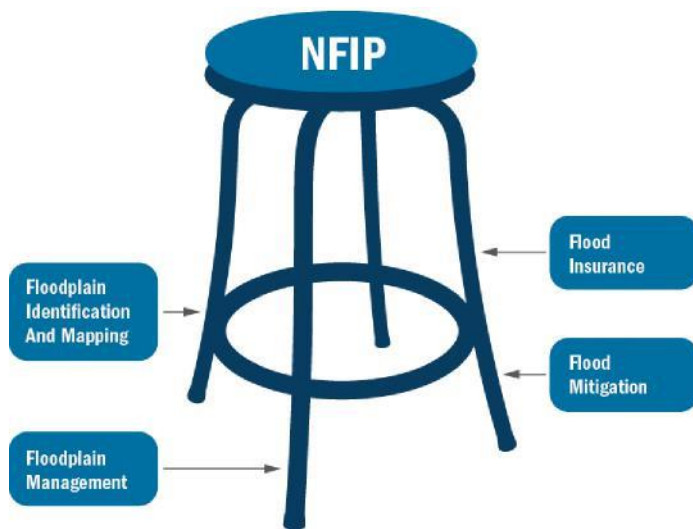 NFIP
Floodplain
Identification
And Mapping
Floodplain
Management
Flood
Insurance
Flood
Mitigation